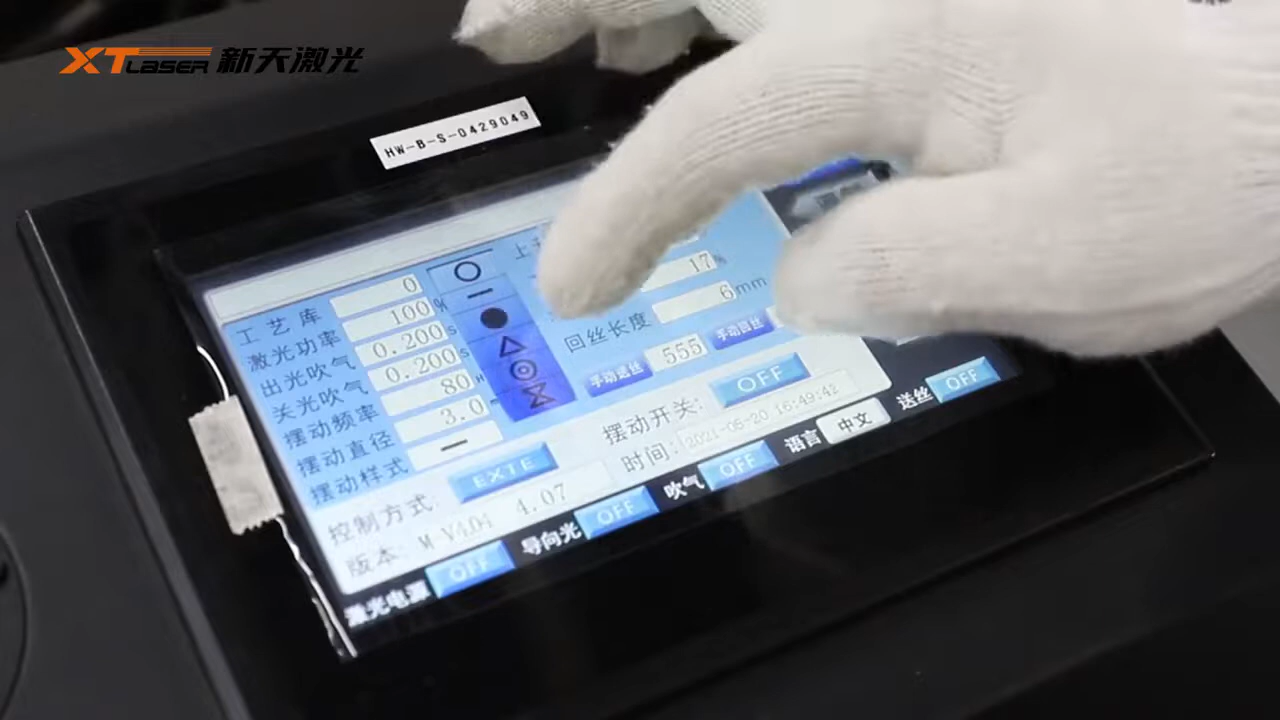 XTLASER 新天激光
HW-B-S-0429049
工艺库 0
激光功率 100 %
出光吹气 0.200 s
关光吹气 0.200 s
摆动频率 80 H
摆动直径 3.0
摆动样式
控制方式: EXTE
版本: M V4.04 4.07
上升
17 %
回丝长度 6 mm
手动送丝 555 手动回丝
摆动开关: OFF
时间: 2021-05-20 16:49:42
激光电源 OFF 导向光 OFF 吹气 OFF 语言 中文 送丝 OFF